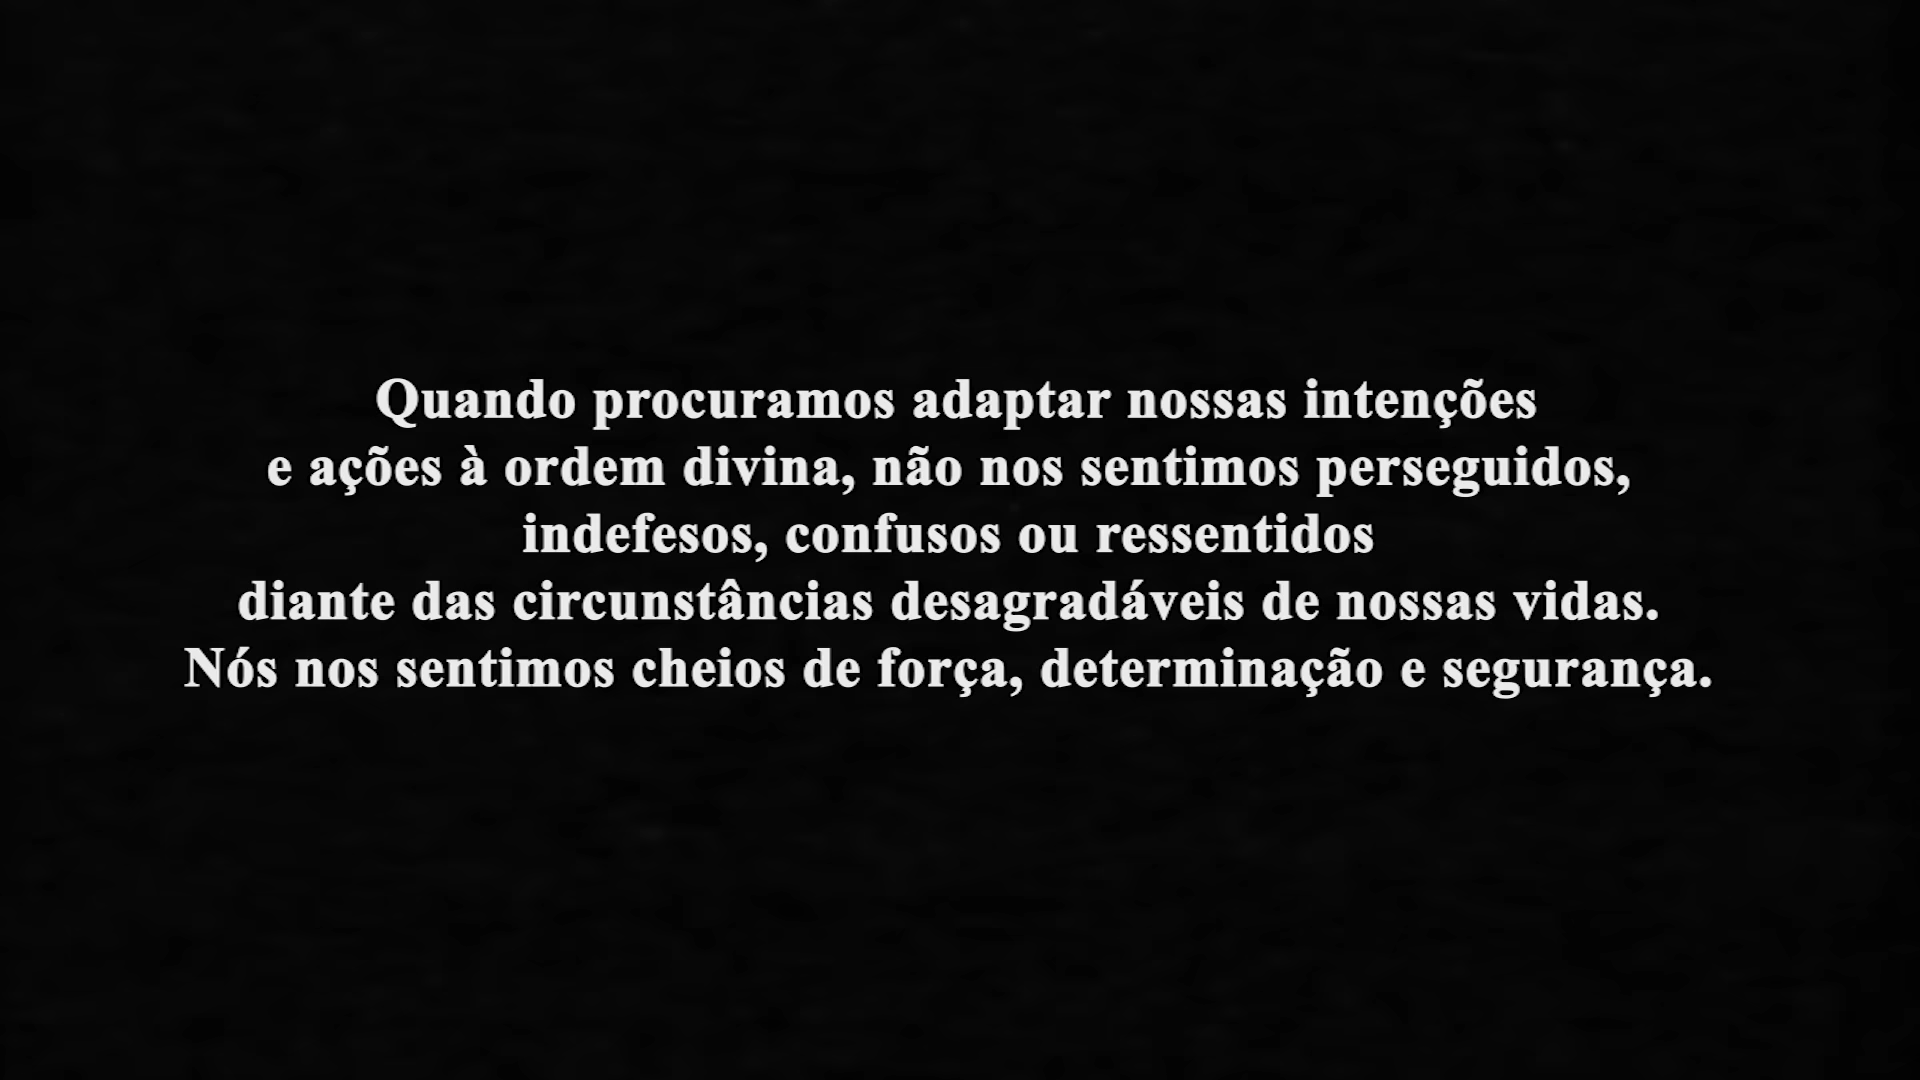 Quando procuramos adaptar nossas intenções
e ações à ordem divina, não nos sentimos perseguidos,
indefesos, confusos ou ressentidos
diante das circunstâncias desagradáveis de nossas vidas.
Nós nos sentimos cheios de força, determinação e segurança.